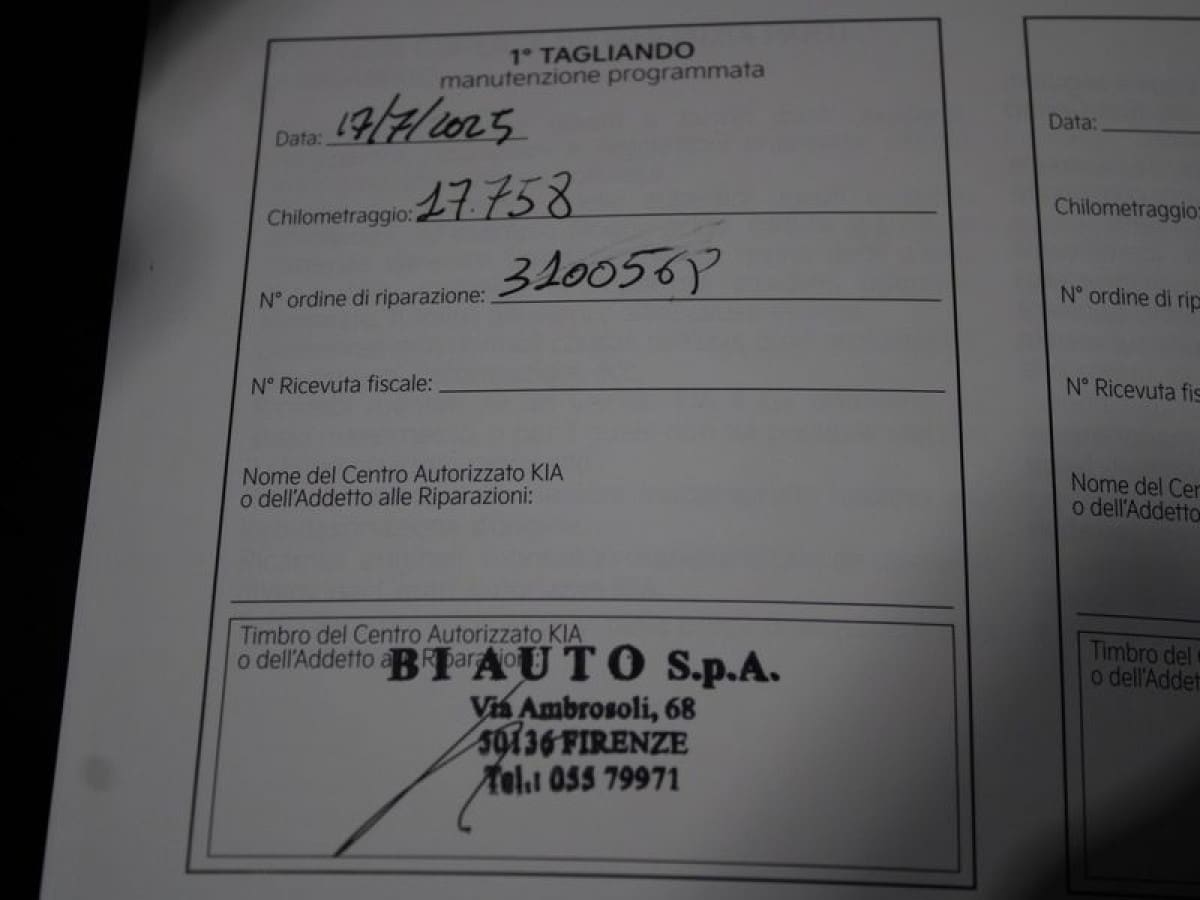 1° TAGLIANDO
manutenzione programmata
Data: 17/7/2025
Chilometraggio: 17.758
N° ordine di riparazione:
N° Ricevuta fiscale:
Nome del Centro Autorizzato KIA
o dell'Addetto alle Riparazioni:
Timbro del Centro Autorizzato KIA
o dell'Addetto alle Riparazioni:
BI AUTO S.p.A.
Via Ambrosoli, 68
50136 FIRENZE
Tel.: 055 79971
Data:
Chilometraggio:
N° ordine di rip
N° Ricevuta fis
Nome del Cen
o dell'Addetto
Timbro del
o dell'Addet